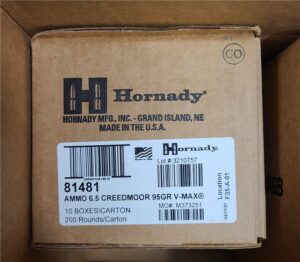 Hornady®
HORNADY MFG., INC. - GRAND ISLAND, NE
MADE IN THE U.S.A.
Hornady.
Lot #:3210757
81481
AMMO 6.5 CREEDMOOR 95GR V-MAX®
10 BOXES\CARTON
MO#: M373251
200 Rounds/Carton
Location
F35-A-01